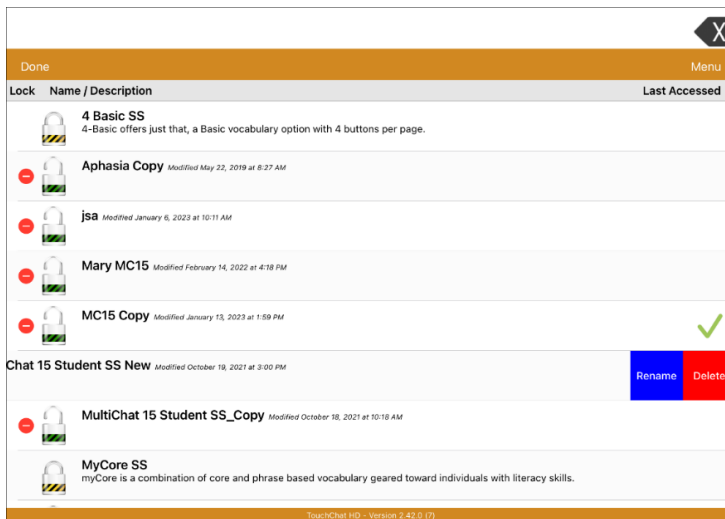 X
Done Menu
Lock Name / Description Last Accessed
4 Basic SS
4-Basic offers just that, a Basic vocabulary option with 4 buttons per page.
Aphasia Copy Modified May 22, 2019 at 8:27 AM
jsa Modified January 6, 2023 at 10:11 AM
Mary MC15 Modified February 14, 2022 at 4:18 PM
MC15 Copy Modified January 13, 2023 at 1:59 PM
Chat 15 Student SS New Modified October 19, 2021 at 3:00 PM Rename Delete
MultiChat 15 Student SS_Copy Modified October 18, 2021 at 10:18 AM
MyCore SS
myCore is a combination of core and phrase based vocabulary geared toward individuals with literacy skills.
TouchChat HD - Version 2.42.0 (7)